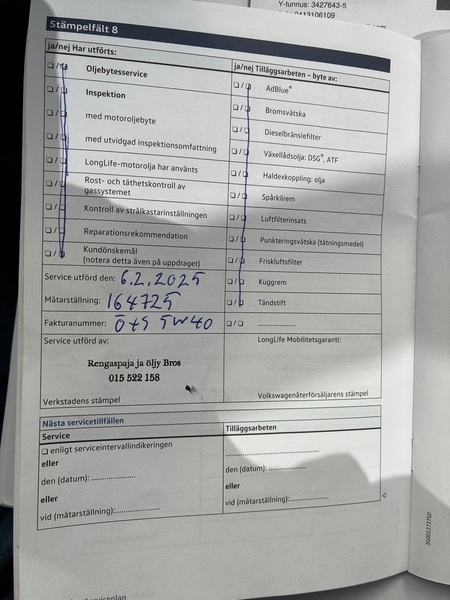 Y-tunnus: 3427643-5
0413106109
Stämpelfält 8
ja/nej Har utförts:
❏ / ❏ Oljebytesservice
❏ / ❏ Inspektion
❏ / ❏ med motoroljebyte
❏ / ❏ med utvidgad inspektionsomfattning
❏ / ❏ LongLife-motorolja har använts
❏ / ❏ Rost- och täthetskontroll av
gassystemet
❏ / ❏ Kontroll av strålkastarinställningen
❏ / ❏ Reparationsrekommendation
❏ / ❏ Kundönskemål
(notera detta även på uppdraget)
ja/nej Tilläggsarbeten – byte av:
❏ / ❏ AdBlue®
❏ / ❏ Bromsvätska
❏ / ❏ Dieselbränslefilter
❏ / ❏ Växellådsolja: DSG®, ATF
❏ / ❏ Haldexkoppling: olja
❏ / ❏ Spårkilrem
❏ / ❏ Luftfilterinsats
❏ / ❏ Punkteringsvätska (tätningsmedel)
❏ / ❏ Friskluftsfilter
❏ / ❏ Kuggrem
❏ / ❏ Tändstift
❏ / ❏ ....................
Service utförd den: 6.2.2025
Mätarställning: 164725
Fakturanummer: Ö+S 5W40
Service utförd av:
Rengaspaja ja öljy Bros
015 522 158
Verkstadens stämpel
LongLife Mobilitetsgaranti:
Volkswagenåterförsäljarens stämpel
Nästa servicetillfällen
Service
❏ enligt serviceintervallindikeringen
eller
den (datum): ....................
eller
vid (mätarställning):....................
Tilläggsarbeten
..............................
den (datum): ....................
eller
vid (mätarställning):....................
3G0012737SD
Serviceplan